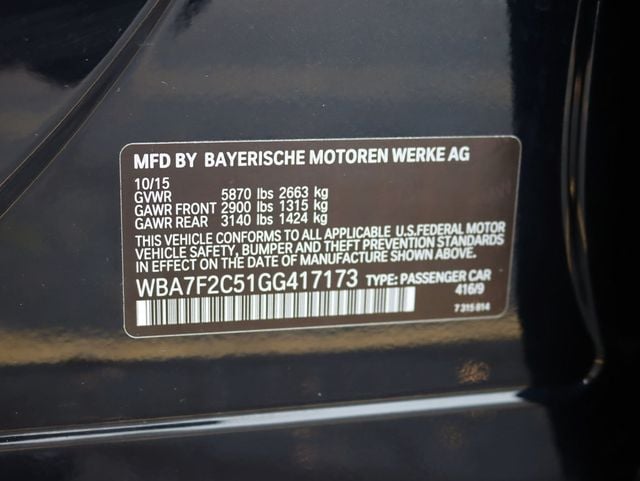 MFD BY BAYERISCHE MOTOREN WERKE AG
10/15
GVWR 5870 lbs 2663 kg
GAWR FRONT 2900 lbs 1315 kg
GAWR REAR 3140 lbs 1424 kg
THIS VEHICLE CONFORMS TO ALL APPLICABLE U.S.FEDERAL MOTOR
VEHICLE SAFETY, BUMPER AND THEFT PREVENTION STANDARDS
IN EFFECT ON THE DATE OF MANUFACTURE SHOWN ABOVE
WBA7F2C51GG417173 TYPE: PASSENGER CAR
416/9
7 315 814